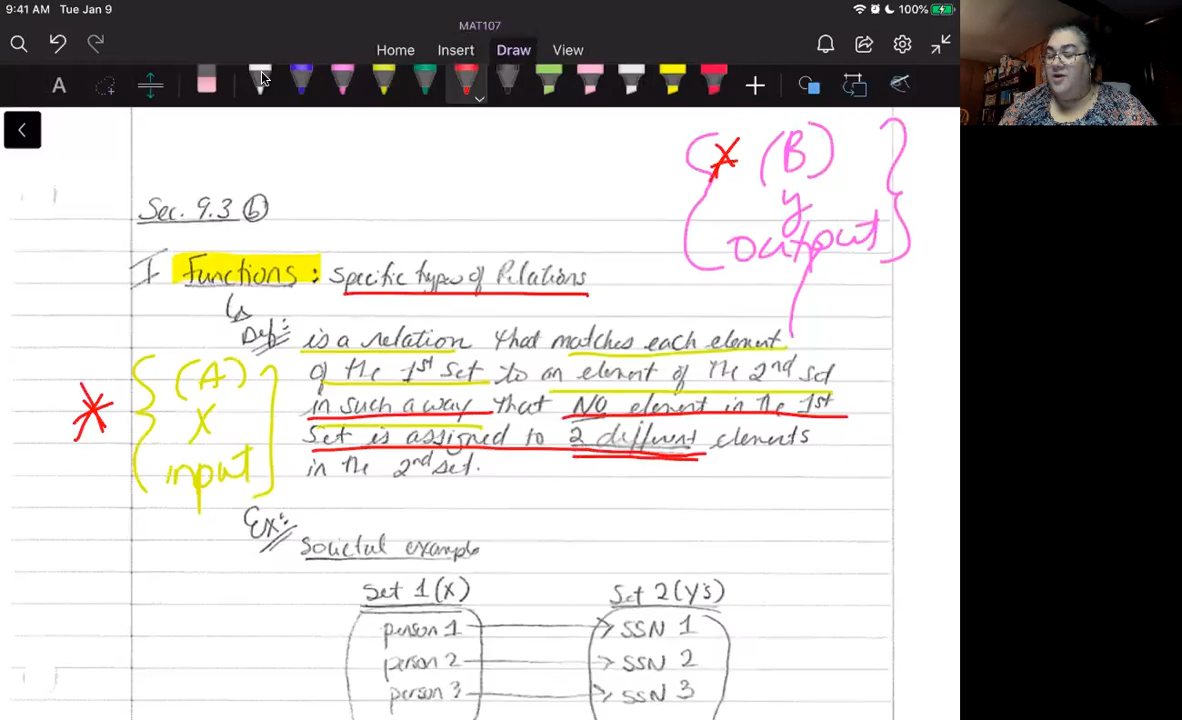 9:41 AM Tue Jan 9
100%
MAT107
Home Insert Draw View
A
(B)
y
output
Sec. 9.3 b
I Functions: Specific types of Relations
Def: is a relation that matches each element
of the 1st set to an element of the 2nd set
in such a way that NO element in the 1st
set is assigned to 2 different elements
in the 2nd set.
(A)
X
input
Ex:
Societal example
Set 1 (X) Set 2 (Y's)
person 1 SSN 1
person 2 SSN 2
person 3 SSN 3